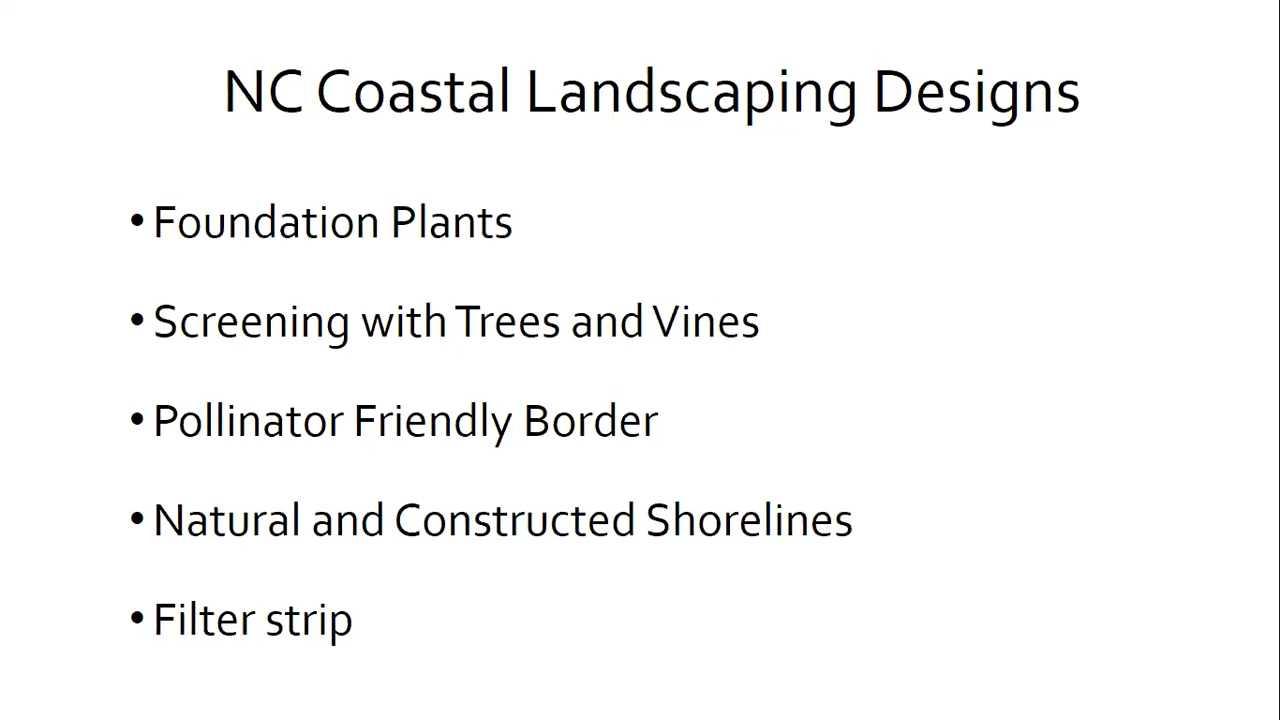 NC Coastal Landscaping Designs
• Foundation Plants
• Screening with Trees and Vines
• Pollinator Friendly Border
• Natural and Constructed Shorelines
• Filter strip